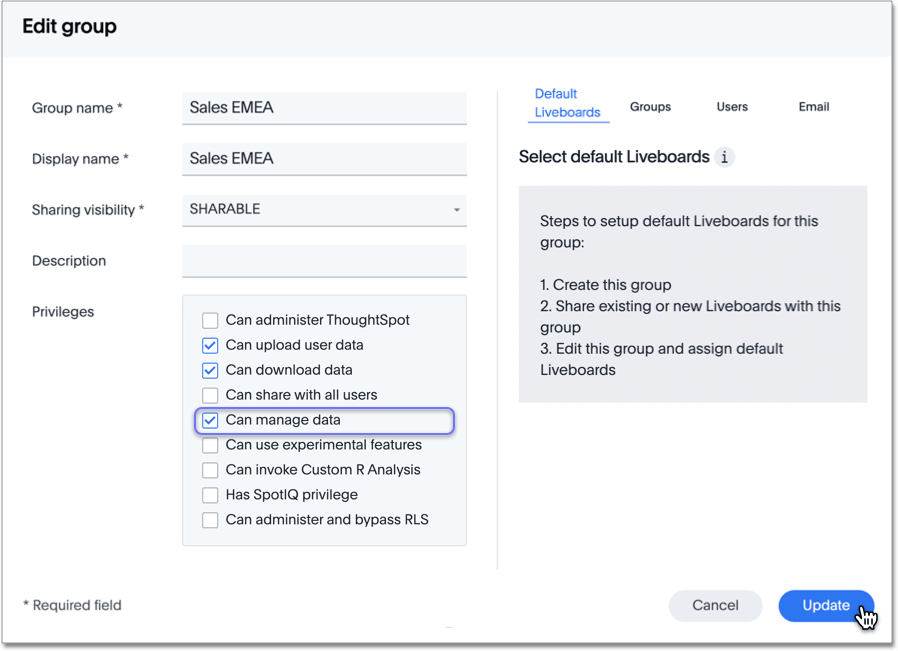 Edit group
Group name *
Sales EMEA
Display name *
Sales EMEA
Sharing visibility *
SHARABLE
Description
Privileges
Can administer ThoughtSpot
Can upload user data
Can download data
Can share with all users
Can manage data
Can use experimental features
Can invoke Custom R Analysis
Has SpotIQ privilege
Can administer and bypass RLS
Default
Liveboards
Groups
Users
Email
Select default Liveboards i
Steps to setup default Liveboards for this
group:
1. Create this group
2. Share existing or new Liveboards with this
group
3. Edit this group and assign default
Liveboards
* Required field
Cancel
Update